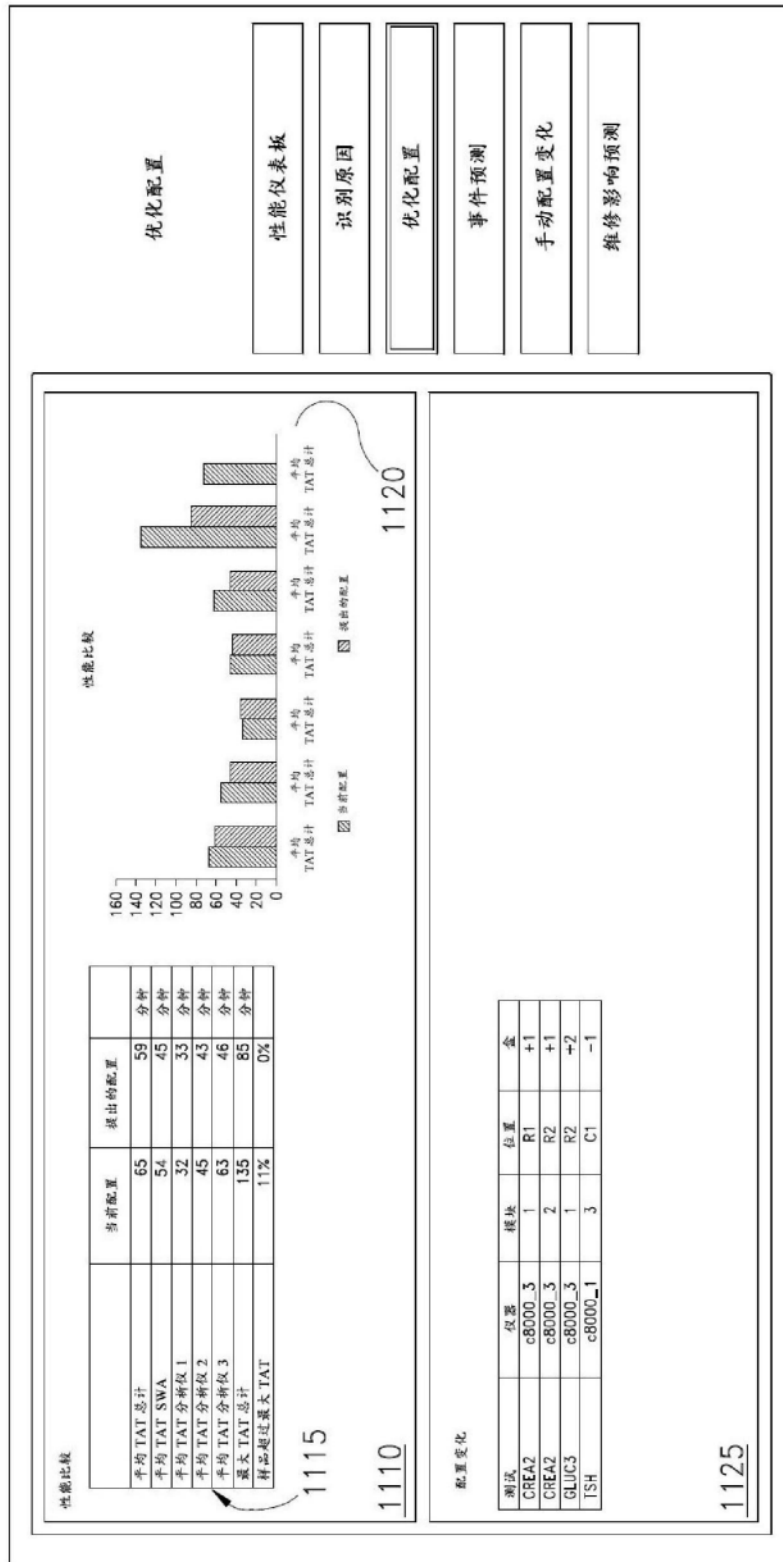 优化配置
性能仪表板
识别原因
优化配置
事件预测
手动配置变化
维修影响预测
性能比较
当前配置 提出的配置
平均 TAT 总计 65 59 分钟
平均 TAT SWA 54 45 分钟
平均 TAT 分析仪 1 32 33 分钟
平均 TAT 分析仪 2 45 43 分钟
平均 TAT 分析仪 3 63 46 分钟
最大 TAT 总计 135 85 分钟
样品超过最大 TAT 11% 0%
1115
1110
性能比较
160
140
120
100
80
60
40
20
0
平均
TAT 总计
平均
TAT 总计
平均
TAT 总计
平均
TAT 总计
平均
TAT 总计
平均
TAT 总计
平均
TAT 总计
当前配置 提出的配置
1120
配置变化
测试 仪器 模块 位置 盒
CREA2 c8000_3 1 R1 +1
CREA2 c8000_3 2 R2 +1
GLUC3 c8000_3 1 R2 +2
TSH c8000_1 3 C1 -1
1125